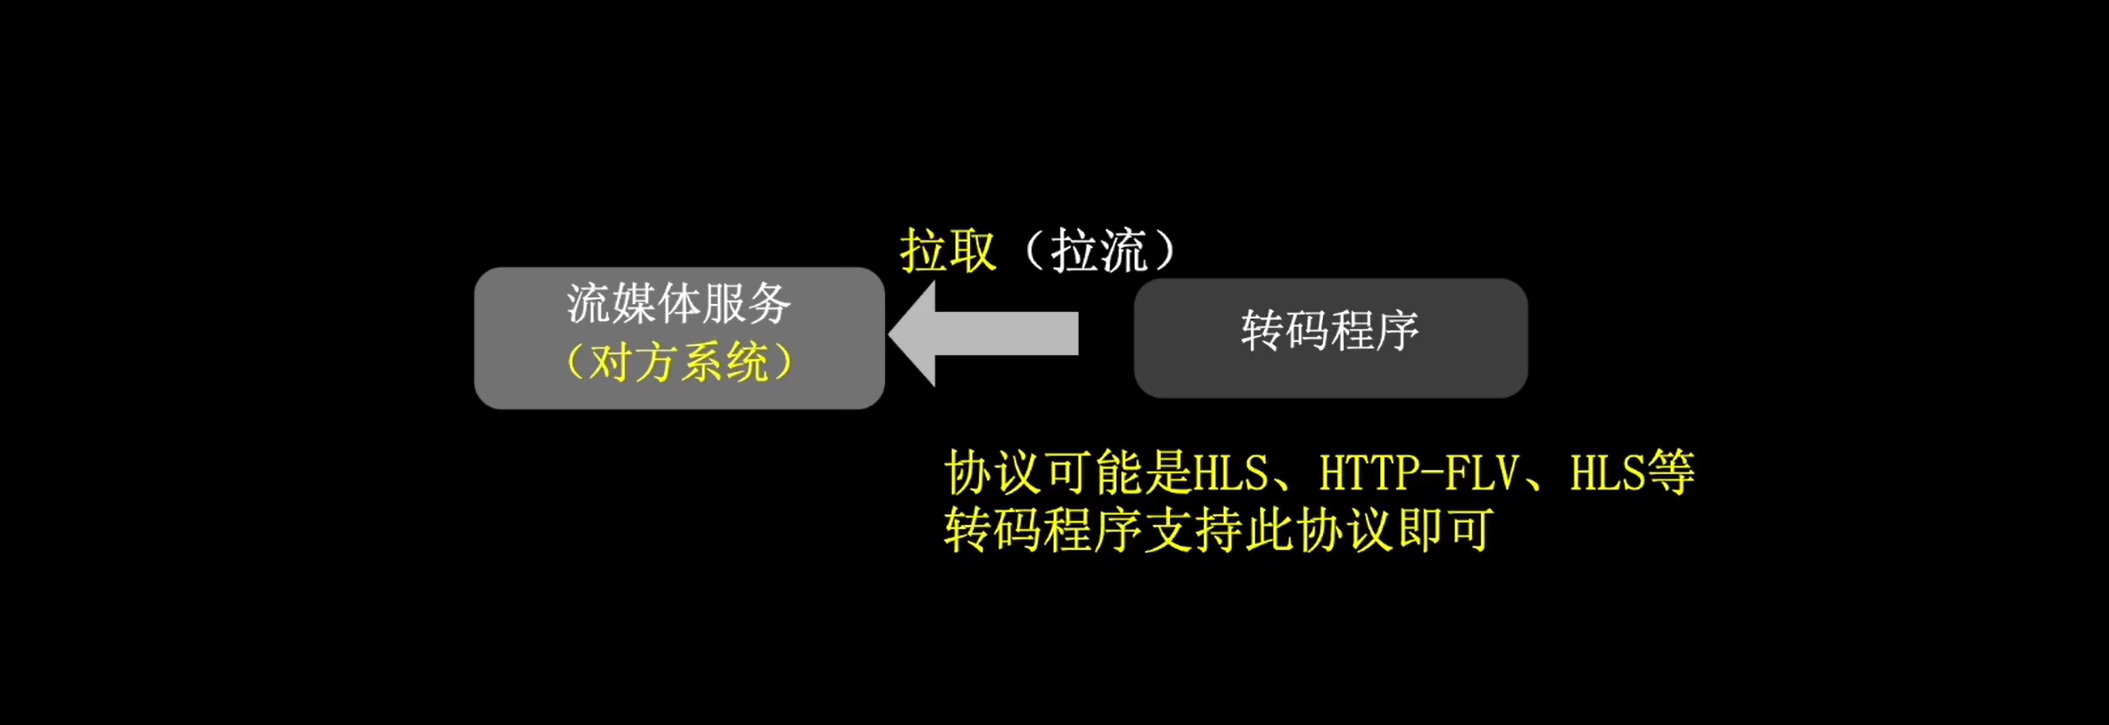 拉取（拉流）
流媒体服务
（对方系统）
转码程序
协议可能是HLS、HTTP-FLV、HLS等
转码程序支持此协议即可